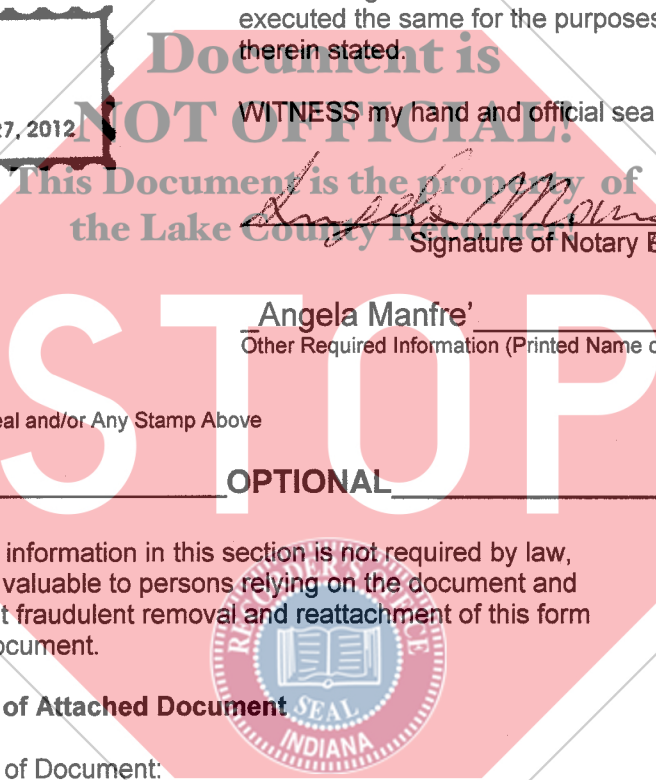 executed the same for the purposes
therein stated.
Document is
27, 2012
NOT OFFICIAL!
WITNESS my hand and official sea
This Document is the property of
the Lake County Recorder!
Angela
Signature of Notary
Angela Manfre'
Other Required Information (Printed Name o
STOP
eal and/or Any Stamp Above
OPTIONAL
information in this section is not required by law,
valuable to persons relying on the document and
t fraudulent removal and reattachment of this form
ocument.
RECORDER'S OFFICE
SEAL
INDIANA
of Attached Document
of Document: